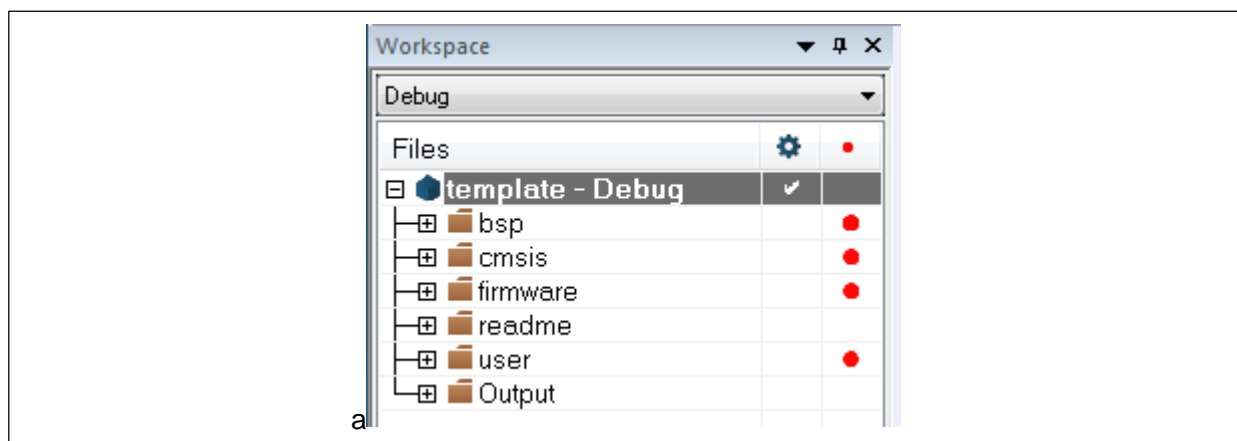 Workspace
Debug
Files
template - Debug
bsp
cmsis
firmware
readme
user
Output
a